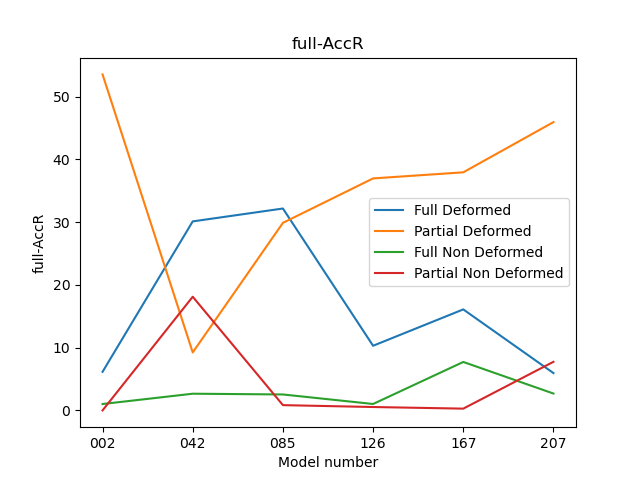 full-AccR
50
40
30
20
10
0
full-AccR
Full Deformed
Partial Deformed
Full Non Deformed
Partial Non Deformed
002 042 085 126 167 207
Model number